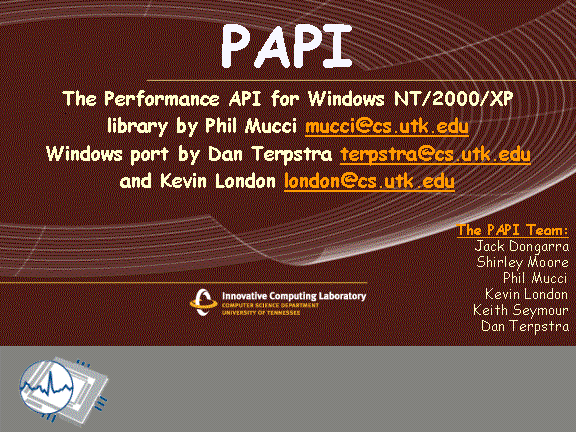 PAPI
The Performance API for Windows NT/2000/XP
library by Phil Mucci mucci@cs.utk.edu
Windows port by Dan Terpstra terpstra@cs.utk.edu
and Kevin London london@cs.utk.edu
The PAPI Team:
Jack Dongarra
Shirley Moore
Phil Mucci
Kevin London
Keith Seymour
Dan Terpstra
Innovative Computing Laboratory
COMPUTER SCIENCE DEPARTMENT
UNIVERSITY OF TENNESSEE